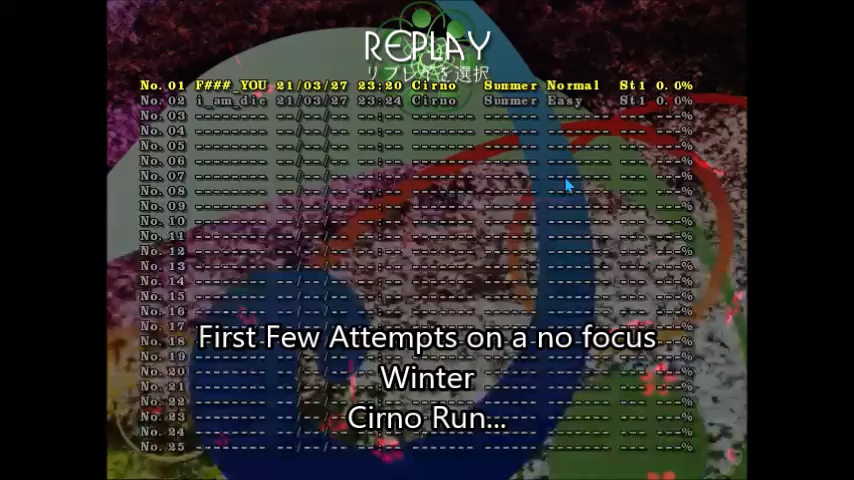 REPLAY
リプレイを選択
No. 01 F###_YOU 21/03/27 23:20 Cirno Summer Normal St1 0.0%
No. 02 i_am_die 21/03/27 23:24 Cirno Summer Easy St1 0.0%
No. 03 -------- --/--/-- --:-- ------- ------ ------- --- ---%
No. 04 -------- --/--/-- --:-- ------- ------ ------- --- ---%
No. 05 -------- --/--/-- --:-- ------- ------ ------- --- ---%
No. 06 -------- --/--/-- --:-- ------- ------ ------- --- ---%
No. 07 -------- --/--/-- --:-- ------- ------ ------- --- ---%
No. 08 -------- --/--/-- --:-- ------- ------ ------- --- ---%
No. 09 -------- --/--/-- --:-- ------- ------ ------- --- ---%
No. 10 -------- --/--/-- --:-- ------- ------ ------- --- ---%
No. 11 -------- --/--/-- --:-- ------- ------ ------- --- ---%
No. 12 -------- --/--/-- --:-- ------- ------ ------- --- ---%
No. 13 -------- --/--/-- --:-- ------- ------ ------- --- ---%
No. 14 -------- --/--/-- --:-- ------- ------ ------- --- ---%
No. 15 -------- --/--/-- --:-- ------- ------ ------- --- ---%
No. 16 -------- --/--/-- --:-- ------- ------ ------- --- ---%
No. 17
First Few Attempts on a no focus
No. 18
No. 19 -------- --/--/-- --:-- ------- ------ ------- --- ---%
No. 20
Winter
No. 21
No. 22 -------- --/--/-- --:-- ------- ------ ------- --- ---%
No. 23
Cirno Run...
No. 24 -------- --/--/-- --:-- ------- ------ ------- --- ---%
No. 25 -------- --/--/-- --:-- ------- ------ ------- --- ---%